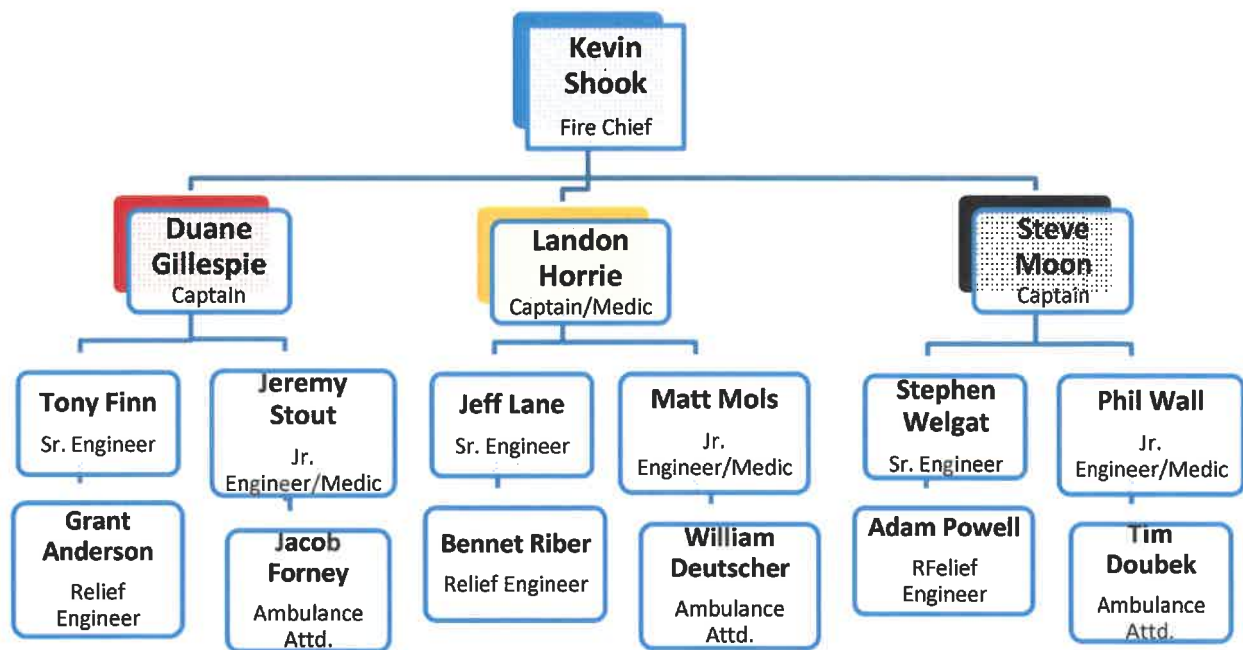 Kevin
Shook
Fire Chief
Duane
Gillespie
Captain
Landon
Horrie
Captain/Medic
Steve
Moon
Captain
Tony Finn
Sr. Engineer
Jeremy
Stout
Jr.
Engineer/Medic
Jeff Lane
Sr. Engineer
Matt Mols
Jr.
Engineer/Medic
Stephen
Welgat
Sr. Engineer
Phil Wall
Jr.
Engineer/Medic
Grant
Anderson
Relief
Engineer
Jacob
Forney
Ambulance
Attd.
Bennet Riber
Relief Engineer
William
Deutscher
Ambulance
Attd.
Adam Powell
RFelief
Engineer
Tim
Doubek
Ambulance
Attd.